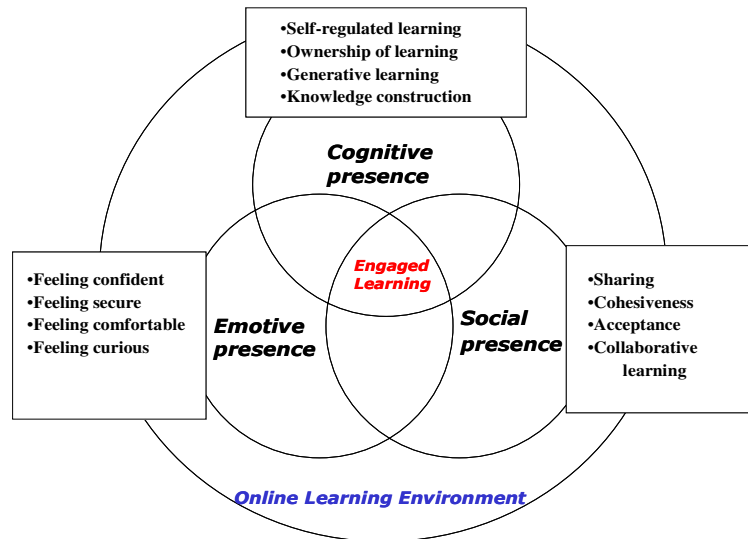 •Self-regulated learning
•Ownership of learning
•Generative learning
•Knowledge construction
Cognitive
presence
Engaged
Learning
•Feeling confident
•Feeling secure
•Feeling comfortable
•Feeling curious
Emotive
presence
Social
presence
•Sharing
•Cohesiveness
•Acceptance
•Collaborative
learning
Online Learning Environment